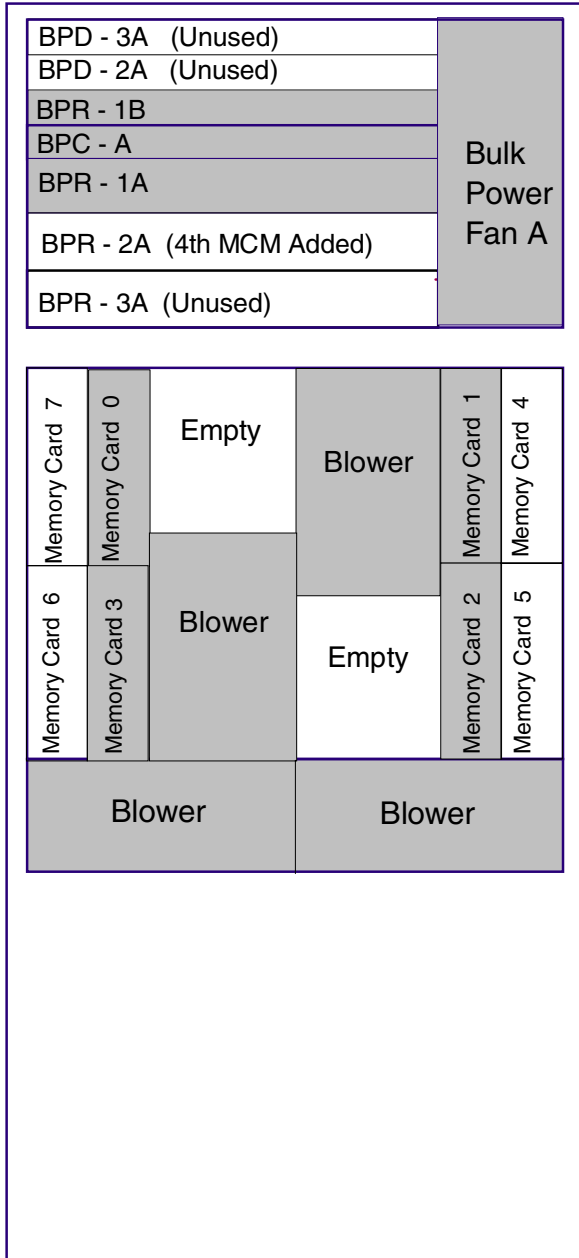 BPD - 3A (Unused)
BPD - 2A (Unused)
BPR - 1B
BPC - A
BPR - 1A
BPR - 2A (4th MCM Added)
BPR - 3A (Unused)
Bulk
Power
Fan A
Memory Card 7
Memory Card 0
Empty
Blower
Memory Card 1
Memory Card 4
Memory Card 6
Memory Card 3
Blower
Empty
Memory Card 2
Memory Card 5
Blower
Blower